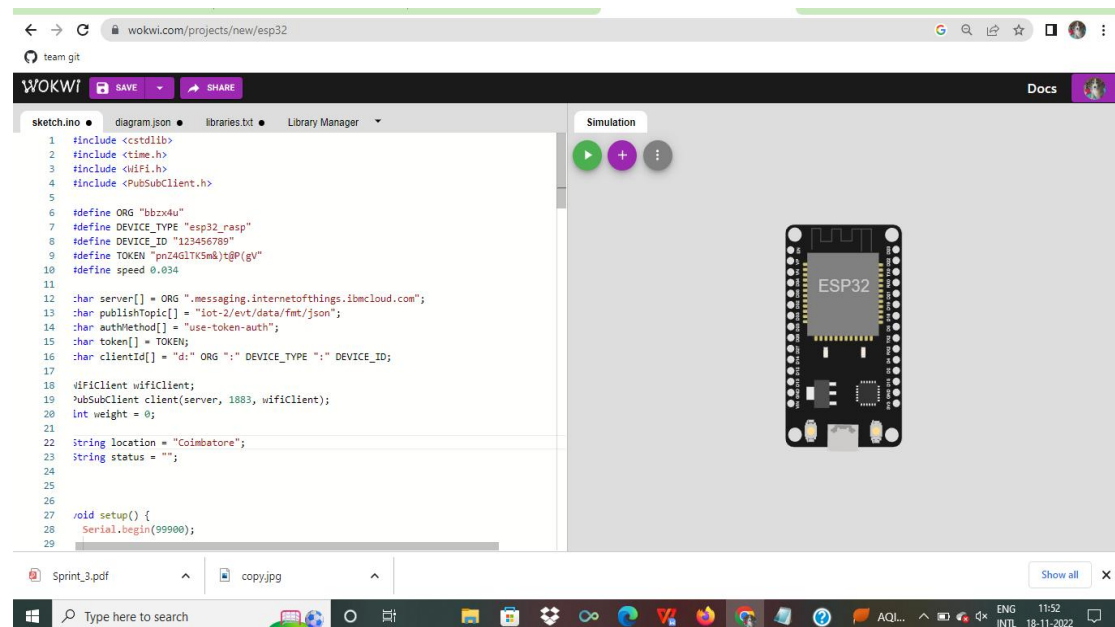 wokwi.com/projects/new/esp32
team git
WOKWI SAVE SHARE Docs
sketch.ino ● diagram.json ● libraries.txt ● Library Manager
Simulation
1 #include <cstdlib>
2 #include <time.h>
3 #include <WiFi.h>
4 #include <PubSubClient.h>
5
6 #define ORG "bbzx4u"
7 #define DEVICE_TYPE "esp32_rasp"
8 #define DEVICE_ID "123456789"
9 #define TOKEN "pnZ4GlTK5m&)t@P(gV"
10 #define speed 0.034
11
12 char server[] = ORG ".messaging.internetofthings.ibmcloud.com";
13 char publishTopic[] = "iot-2/evt/data/fmt/json";
14 char authMethod[] = "use-token-auth";
15 char token[] = TOKEN;
16 char clientId[] = "d:" ORG ":" DEVICE_TYPE ":" DEVICE_ID;
17
18 WiFiClient wifiClient;
19 PubSubClient client(server, 1883, wifiClient);
20 int weight = 0;
21
22 String location = "Coimbatore";
23 String status = "";
24
25
26
27 void setup() {
28 Serial.begin(99900);
29
ESP32
Sprint_3.pdf
copy.jpg
Show all
Type here to search
AQI...
ENG
INTL
11:52
18-11-2022